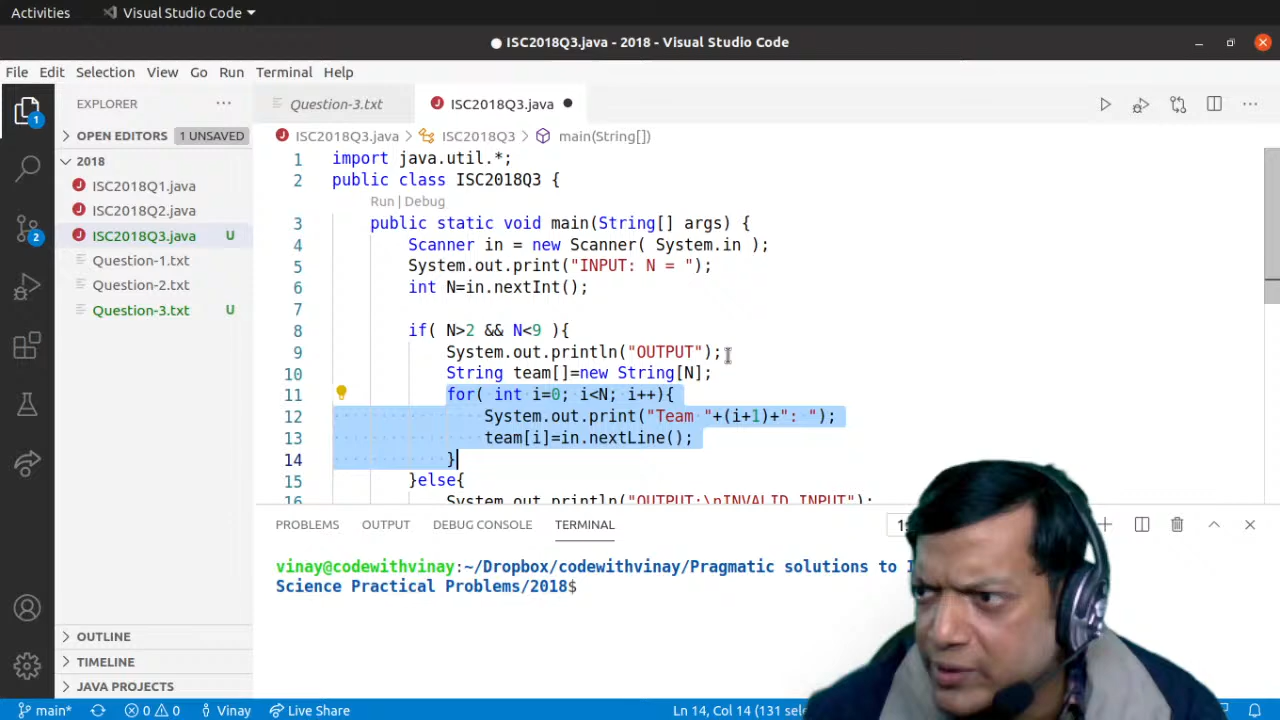 Activities Visual Studio Code
ISC2018Q3.java - 2018 - Visual Studio Code
File Edit Selection View Go Run Terminal Help
EXPLORER
Question-3.txt ISC2018Q3.java
OPEN EDITORS 1 UNSAVED
ISC2018Q3.java > ISC2018Q3 > main(String[])
2018
ISC2018Q1.java
ISC2018Q2.java
ISC2018Q3.java U
Question-1.txt
Question-2.txt
Question-3.txt U
1 import java.util.*;
2 public class ISC2018Q3 {
Run | Debug
3 public static void main(String[] args) {
4 Scanner in = new Scanner( System.in );
5 System.out.print("INPUT: N = ");
6 int N=in.nextInt();
7
8 if( N>2 && N<9 ){
9 System.out.println("OUTPUT");
10 String team[]=new String[N];
11 for( int i=0; i<N; i++){
12 System.out.print("Team "+(i+1)+": ");
13 team[i]=in.nextLine();
14 }
15 }else{
16 System.out.println("OUTPUT:\nINVALID INPUT");
PROBLEMS OUTPUT DEBUG CONSOLE TERMINAL
vinay@codewithvinay:~/Dropbox/codewithvinay/Pragmatic solutions to
Science Practical Problems/2018$
OUTLINE
TIMELINE
JAVA PROJECTS
main* 0 0 Vinay Live Share Ln 14, Col 14 (131
1
2